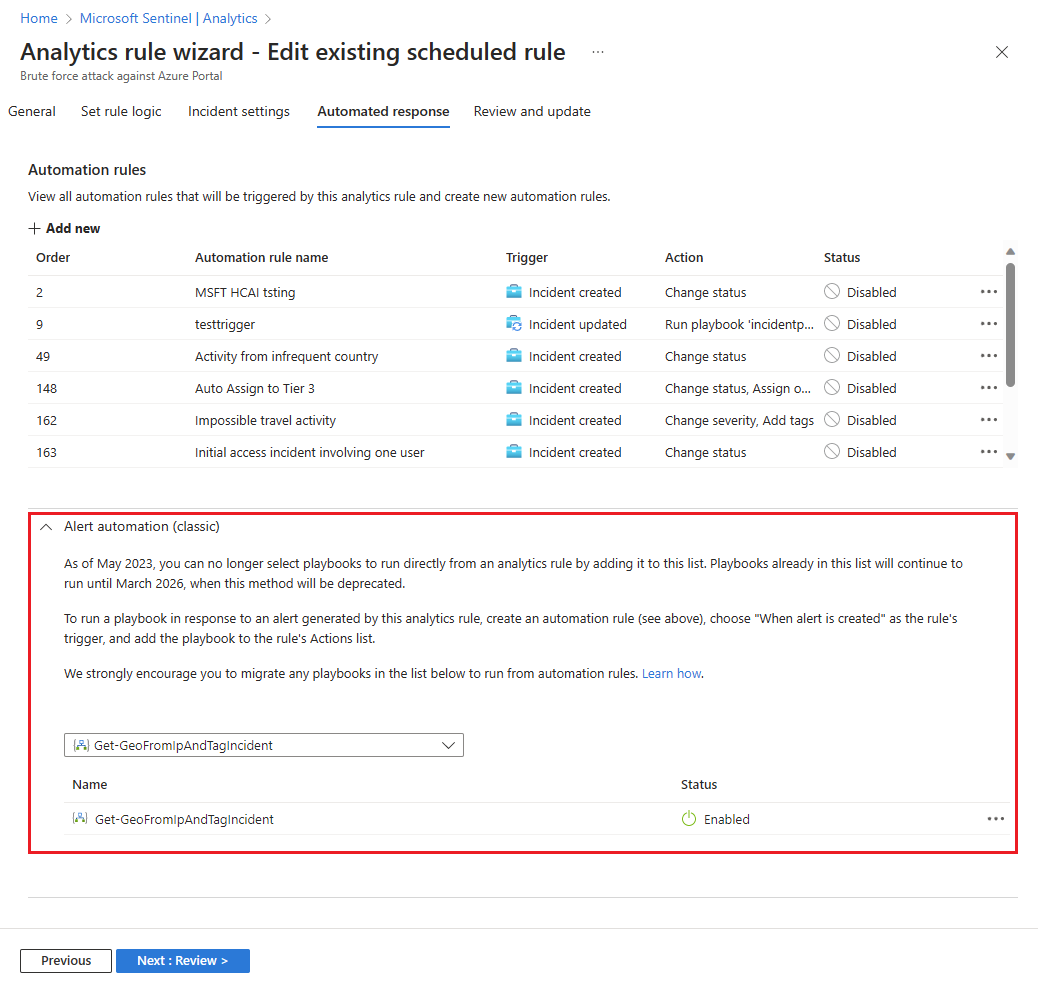 Home > Microsoft Sentinel | Analytics >
Analytics rule wizard - Edit existing scheduled rule ...
Brute force attack against Azure Portal
General Set rule logic Incident settings Automated response Review and update
Automation rules
View all automation rules that will be triggered by this analytics rule and create new automation rules.
+ Add new
Order Automation rule name Trigger Action Status
2 MSFT HCAI tsting Incident created Change status Disabled
9 testtrigger Incident updated Run playbook 'incidentp... Disabled
49 Activity from infrequent country Incident created Change status Disabled
148 Auto Assign to Tier 3 Incident created Change status, Assign o... Disabled
162 Impossible travel activity Incident created Change severity, Add tags Disabled
163 Initial access incident involving one user Incident created Change status Disabled
Alert automation (classic)
As of May 2023, you can no longer select playbooks to run directly from an analytics rule by adding it to this list. Playbooks already in this list will continue to
run until March 2026, when this method will be deprecated.
To run a playbook in response to an alert generated by this analytics rule, create an automation rule (see above), choose "When alert is created" as the rule's
trigger, and add the playbook to the rule's Actions list.
We strongly encourage you to migrate any playbooks in the list below to run from automation rules. Learn how.
Get-GeoFromIpAndTagIncident
Name Status
Get-GeoFromIpAndTagIncident Enabled
Previous Next : Review >